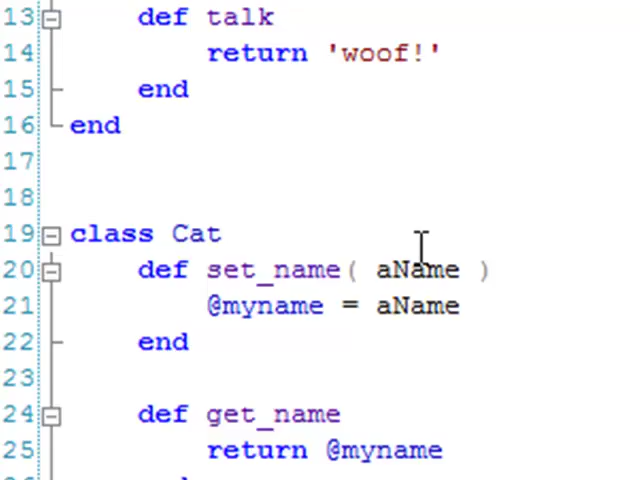 13 def talk
14 return 'woof!'
15 end
16 end
17
18
19 class Cat
20 def set_name( aName )
21 @myname = aName
22 end
23
24 def get_name
25 return @myname